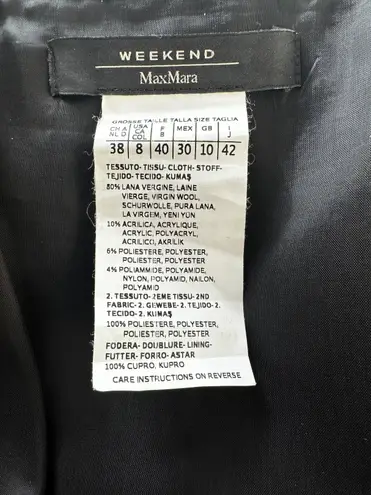 WEEKEND
MaxMara
GROSSE TAILLE TALLA SIZE TAGLIA
CH A NL D USA CA COL F B MEX GB I J
38 8 40 30 10 42
TESSUTO-TISSU-CLOTH-STOFF-
TEJIDO-TECIDO-KUMAŞ
80% LANA VERGINE, LAINE
VIERGE, VIRGIN WOOL,
SCHURWOLLE, PURA LANA,
LA VIRGEM, YENİ YÜN
10% ACRILICA, ACRYLIQUE,
ACRYLIC, POLYACRYL,
ACRILICO, AKRİLİK
6% POLIESTERE, POLYESTER,
POLIESTER, POLYESTER
4% POLIAMMIDE, POLYAMIDE,
NYLON, POLYAMID, NAILON,
POLYAMID
2. TESSUTO-2EME TISSU-2ND
FABRIC-2. GEWEBE-2. TEJIDO-2.
TECIDO-2. KUMAŞ
100% POLIESTERE, POLYESTER,
POLIESTER, POLYESTER
FODERA- DOUBLURE- LINING-
FUTTER- FORRO- ASTAR
100% CUPRO, KUPRO
CARE INSTRUCTIONS ON REVERSE